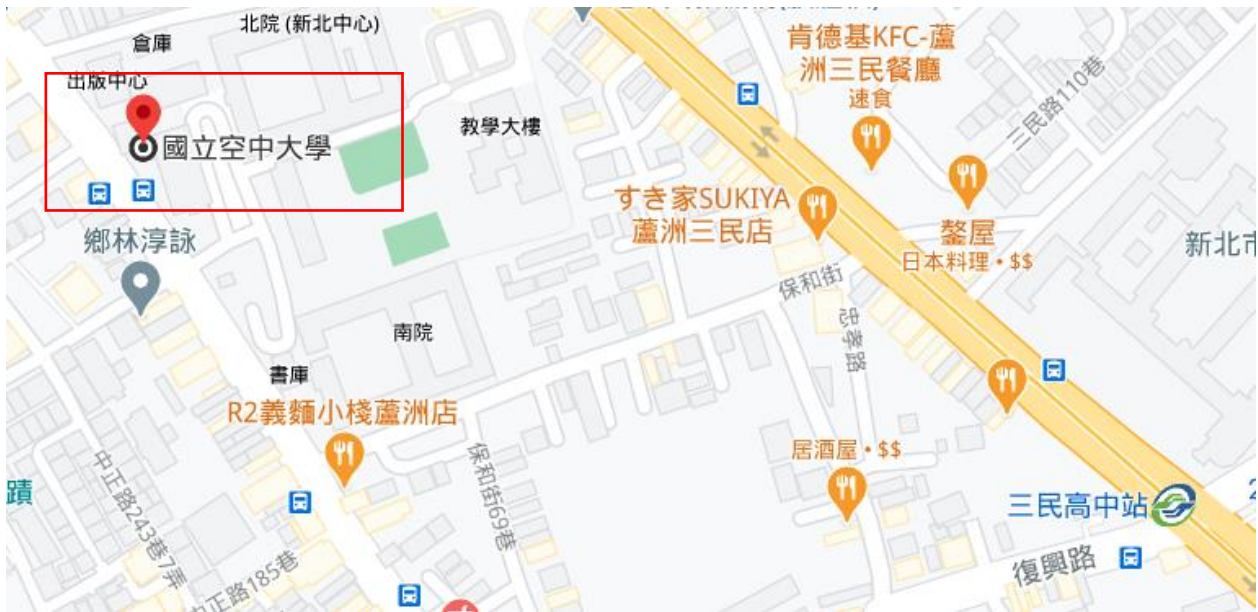 北院 (新北中心)
倉庫
出版中心
國立空中大學
教學大樓
肯德基KFC-蘆
洲三民餐廳
速食
三民路110巷
すき家SUKIYA
蘆洲三民店
鏊屋
日本料理・$$
新北市
鄉林淳詠
保和街
忠孝路
南院
書庫
R2義麵小棧蘆洲店
居酒屋・$$
保和街69巷
中正路243巷7弄
蹟
三民高中站
2
復興路
中正路185巷